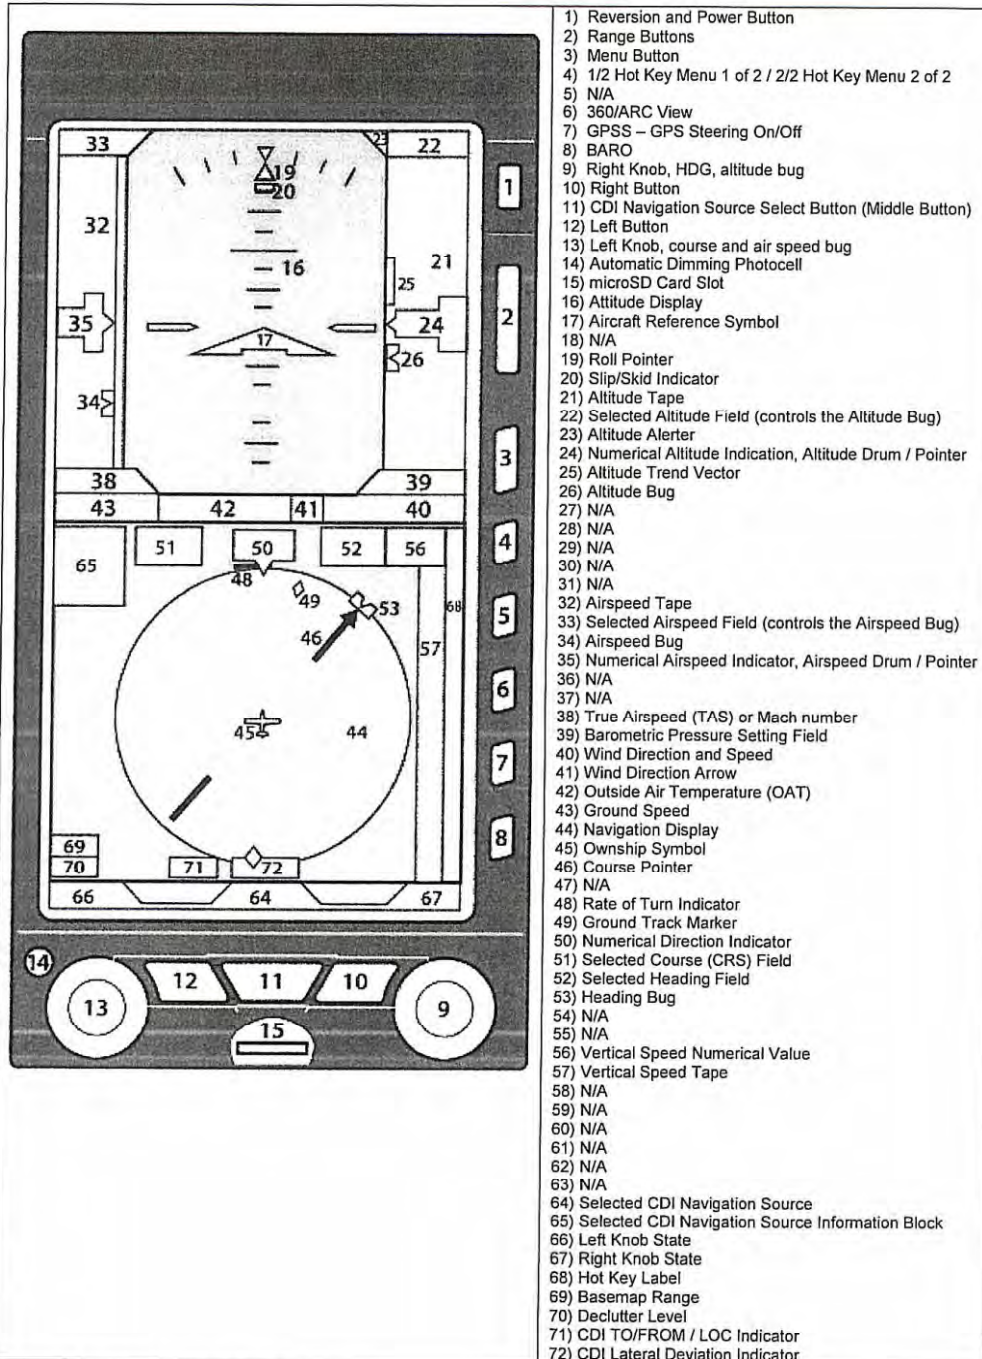 33
23
22
19
20
32
16
21
25
35
17
24
26
34
38
39
43
42
41
40
65
51
50
52
56
48
49
53
68
46
57
45
44
69
70
71
72
66
64
67
1
2
3
4
5
6
7
8
14
13
12
11
10
9
15
1) Reversion and Power Button
2) Range Buttons
3) Menu Button
4) 1/2 Hot Key Menu 1 of 2 / 2/2 Hot Key Menu 2 of 2
5) N/A
6) 360/ARC View
7) GPSS – GPS Steering On/Off
8) BARO
9) Right Knob, HDG, altitude bug
10) Right Button
11) CDI Navigation Source Select Button (Middle Button)
12) Left Button
13) Left Knob, course and air speed bug
14) Automatic Dimming Photocell
15) microSD Card Slot
16) Attitude Display
17) Aircraft Reference Symbol
18) N/A
19) Roll Pointer
20) Slip/Skid Indicator
21) Altitude Tape
22) Selected Altitude Field (controls the Altitude Bug)
23) Altitude Alerter
24) Numerical Altitude Indication, Altitude Drum / Pointer
25) Altitude Trend Vector
26) Altitude Bug
27) N/A
28) N/A
29) N/A
30) N/A
31) N/A
32) Airspeed Tape
33) Selected Airspeed Field (controls the Airspeed Bug)
34) Airspeed Bug
35) Numerical Airspeed Indicator, Airspeed Drum / Pointer
36) N/A
37) N/A
38) True Airspeed (TAS) or Mach number
39) Barometric Pressure Setting Field
40) Wind Direction and Speed
41) Wind Direction Arrow
42) Outside Air Temperature (OAT)
43) Ground Speed
44) Navigation Display
45) Ownship Symbol
46) Course Pointer
47) N/A
48) Rate of Turn Indicator
49) Ground Track Marker
50) Numerical Direction Indicator
51) Selected Course (CRS) Field
52) Selected Heading Field
53) Heading Bug
54) N/A
55) N/A
56) Vertical Speed Numerical Value
57) Vertical Speed Tape
58) N/A
59) N/A
60) N/A
61) N/A
62) N/A
63) N/A
64) Selected CDI Navigation Source
65) Selected CDI Navigation Source Information Block
66) Left Knob State
67) Right Knob State
68) Hot Key Label
69) Basemap Range
70) Declutter Level
71) CDI TO/FROM / LOC Indicator
72) CDI Lateral Deviation Indicator